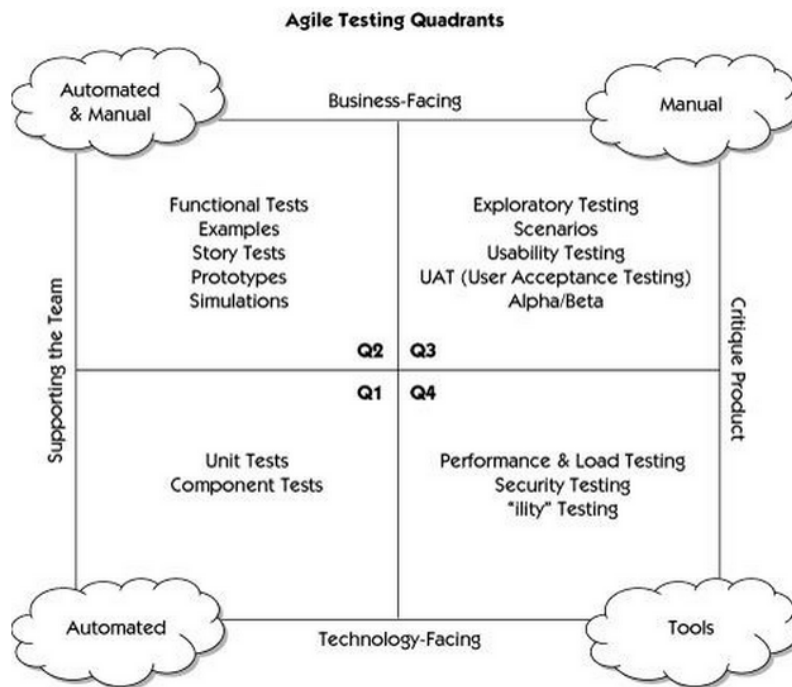 Agile Testing Quadrants
Automated
& Manual
Business-Facing
Manual
Functional Tests
Examples
Story Tests
Prototypes
Simulations
Exploratory Testing
Scenarios
Usability Testing
UAT (User Acceptance Testing)
Alpha/Beta
Supporting the Team
Critique Product
Q2
Q3
Q1
Q4
Unit Tests
Component Tests
Performance & Load Testing
Security Testing
"ility" Testing
Automated
Technology-Facing
Tools